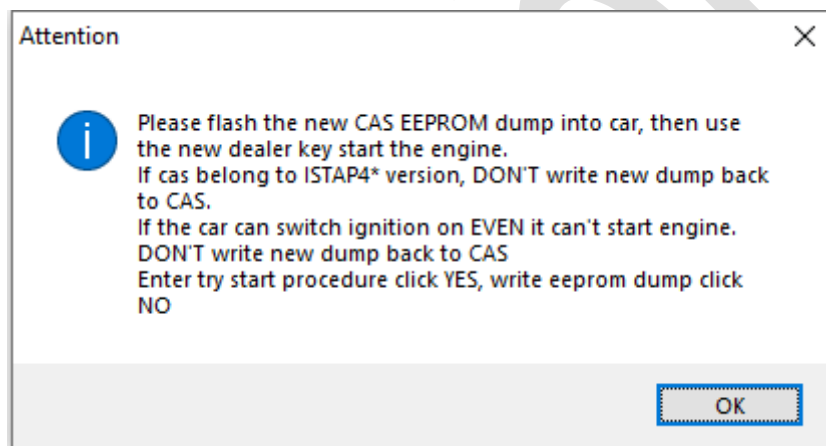 Attention
Please flash the new CAS EEPROM dump into car, then use
the new dealer key start the engine.
If cas belong to ISTAP4* version, DON'T write new dump back
to CAS.
If the car can switch ignition on EVEN it can't start engine.
DON'T write new dump back to CAS
Enter try start procedure click YES, write eeprom dump click
NO
OK